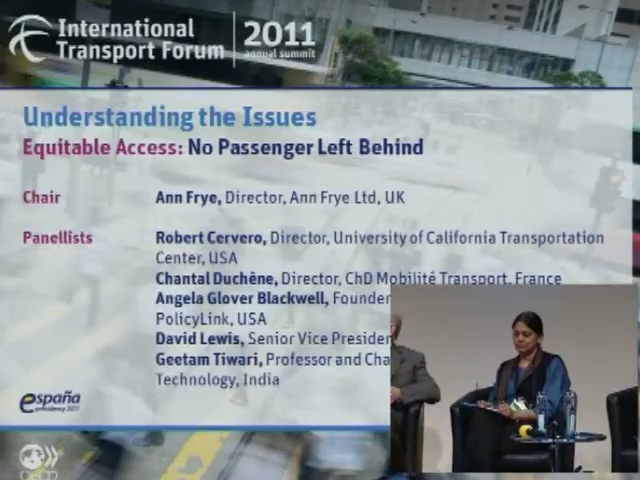 International
Transport Forum
2011
annual summit
Understanding the Issues
Equitable Access: No Passenger Left Behind
Chair
Ann Frye, Director, Ann Frye Ltd, UK
Panellists
Robert Cervero, Director, University of California Transportation
Center, USA
Chantal Duchène, Director, ChD Mobilité Transport, France
Angela Glover Blackwell, Founder
PolicyLink, USA
David Lewis, Senior Vice
Geetam Tiwari, Professor and
Technology, India
españa
OECD